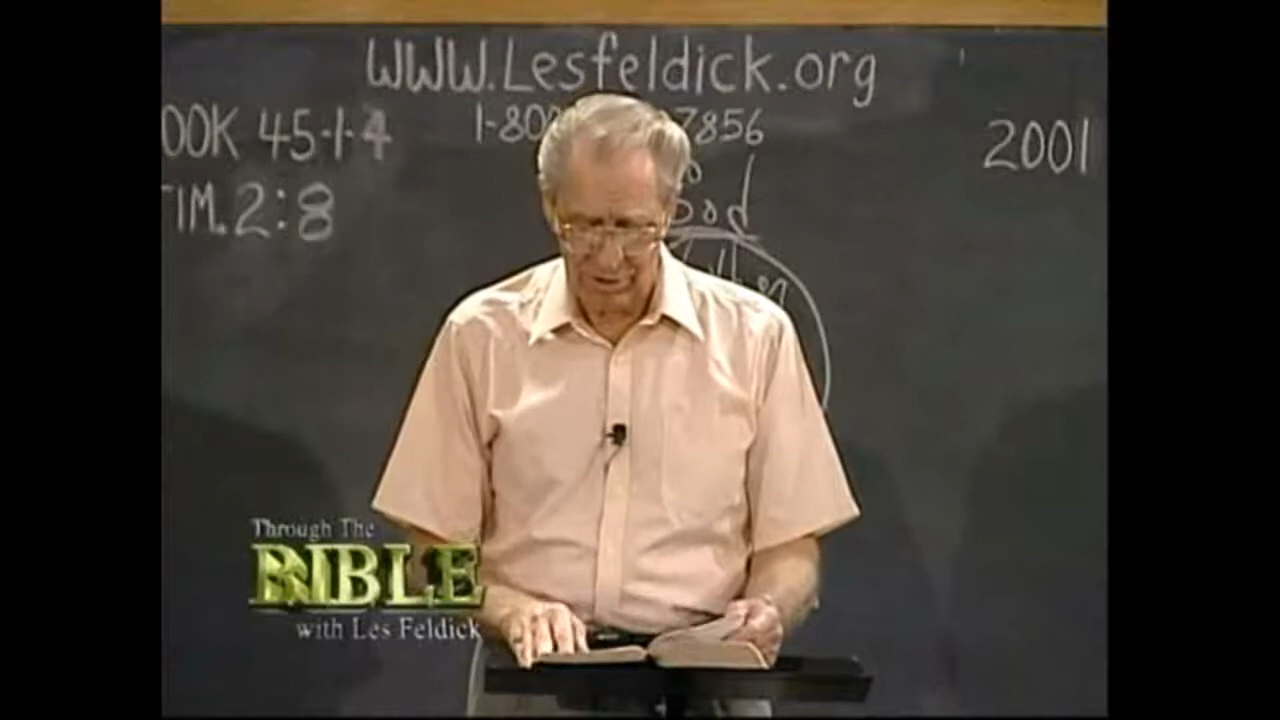 WWW.Lesfeldick.org
1-80 7856
OOK 45-1-4
2001
TIM. 2:8
God
Through The
BIBLE
with Les Feldick